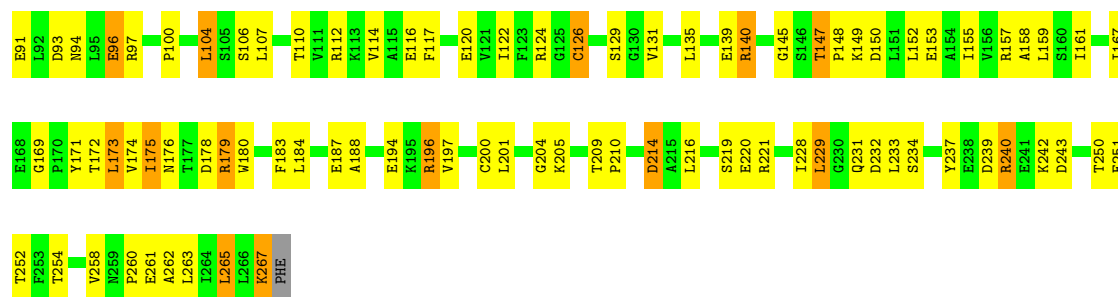 E91 L92 D93 N94 L95 E96 R97 P100 L104 S105 S106 L107 T110 V111 R112 K113 V114 A115 E116 F117 E120 V121 I122 F123 R124 G125 C126 S129 G130 V131 L135 E139 R140 G145 S146 T147 P148 K149 D150 L151 L152 E153 A154 I155 V156 R157 A158 L159 S160 I161
E168 G169 P170 Y171 T172 L173 V174 I175 N176 T177 D178 R179 W180 F183 L184 E187 A188 E194 K195 R196 V197 C200 L201 G204 K205 T209 P210 D214 A215 L216 S219 E220 R221 I228 L229 G230 Q231 D232 L233 S234 Y237 E238 D239 R240 E241 K242 D243 T250
T252 F253 T254 V258 N259 P260 E261 A262 L263 I264 L265 L266 K267 PHE